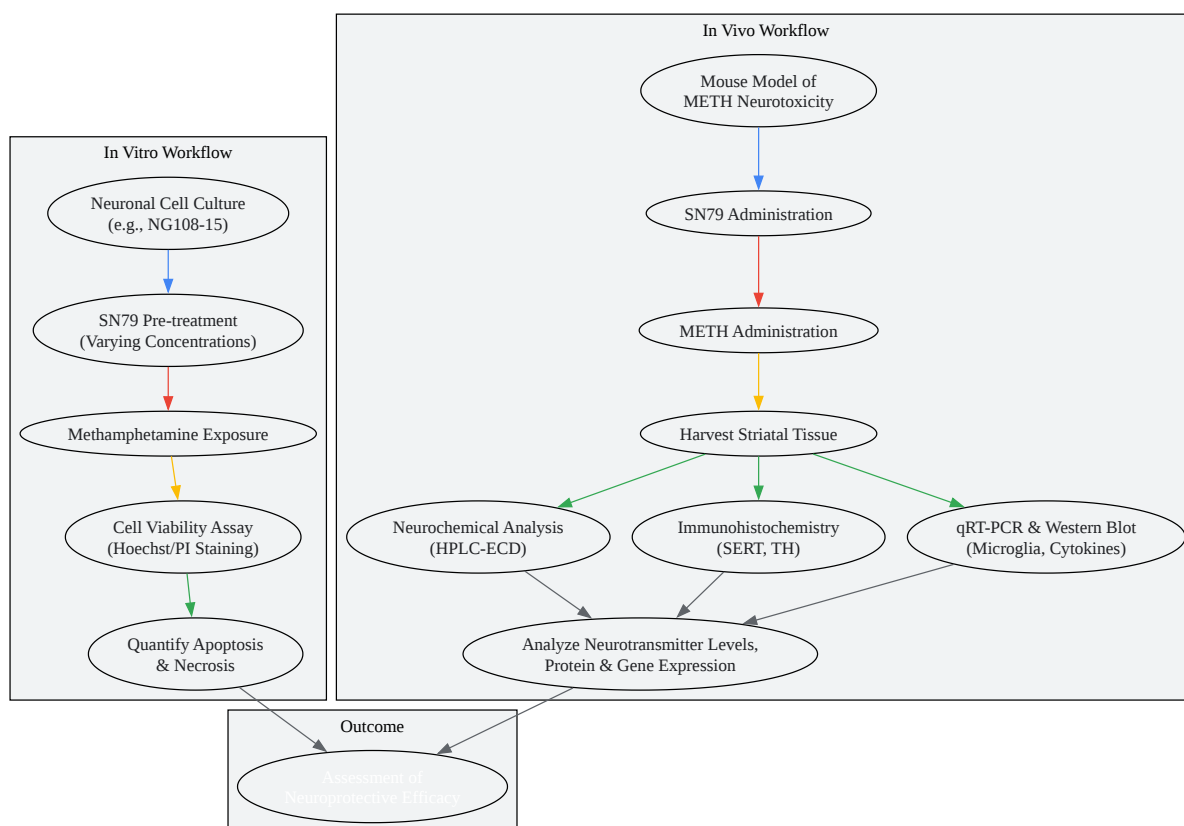 In Vivo Workflow
Mouse Model of
METH Neurotoxicity
SN79 Administration
METH Administration
Harvest Striatal Tissue
Neurochemical Analysis
(HPLC-ECD)
Immunohistochemistry
(SERT, TH)
qRT-PCR & Western Blot
(Microglia, Cytokines)
Analyze Neurotransmitter Levels,
Protein & Gene Expression
In Vitro Workflow
Neuronal Cell Culture
(e.g., NG108-15)
SN79 Pre-treatment
(Varying Concentrations)
Methamphetamine Exposure
Cell Viability Assay
(Hoechst/PI Staining)
Quantify Apoptosis
& Necrosis
Outcome
Assessment of
Neuroprotective Efficacy